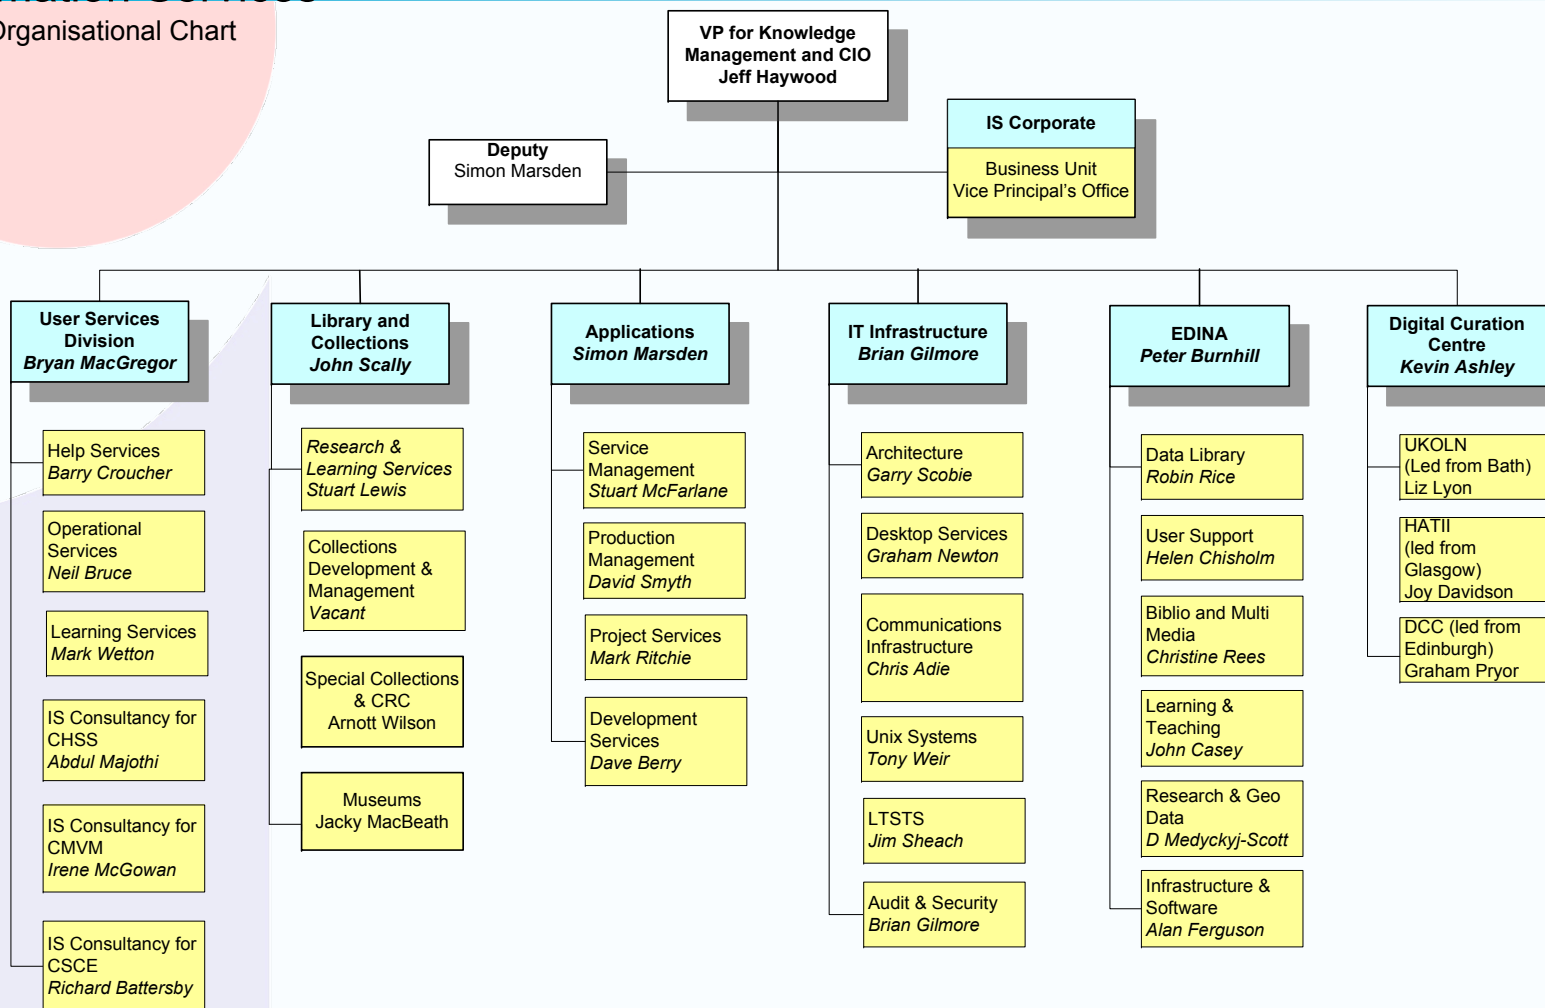 Organisational Chart
VP for Knowledge
Management and CIO
Jeff Haywood
Deputy
Simon Marsden
IS Corporate
Business Unit
Vice Principal's Office
User Services
Division
Bryan MacGregor
Help Services
Barry Croucher
Operational
Services
Neil Bruce
Learning Services
Mark Wetton
IS Consultancy for
CHSS
Abdul Majothi
IS Consultancy for
CMVM
Irene McGowan
IS Consultancy for
CSCE
Richard Battersby
Library and
Collections
John Scally
Research &
Learning Services
Stuart Lewis
Collections
Development &
Management
Vacant
Special Collections
& CRC
Arnott Wilson
Museums
Jacky MacBeath
Applications
Simon Marsden
Service
Management
Stuart McFarlane
Production
Management
David Smyth
Project Services
Mark Ritchie
Development
Services
Dave Berry
IT Infrastructure
Brian Gilmore
Architecture
Garry Scobie
Desktop Services
Graham Newton
Communications
Infrastructure
Chris Adie
Unix Systems
Tony Weir
LTSTS
Jim Sheach
Audit & Security
Brian Gilmore
EDINA
Peter Burnhill
Data Library
Robin Rice
User Support
Helen Chisholm
Biblio and Multi
Media
Christine Rees
Learning &
Teaching
John Casey
Research & Geo
Data
D Medyckyj-Scott
Infrastructure &
Software
Alan Ferguson
Digital Curation
Centre
Kevin Ashley
UKOLN
(Led from Bath)
Liz Lyon
HATII
(led from
Glasgow)
Joy Davidson
DCC (led from
Edinburgh)
Graham Pryor